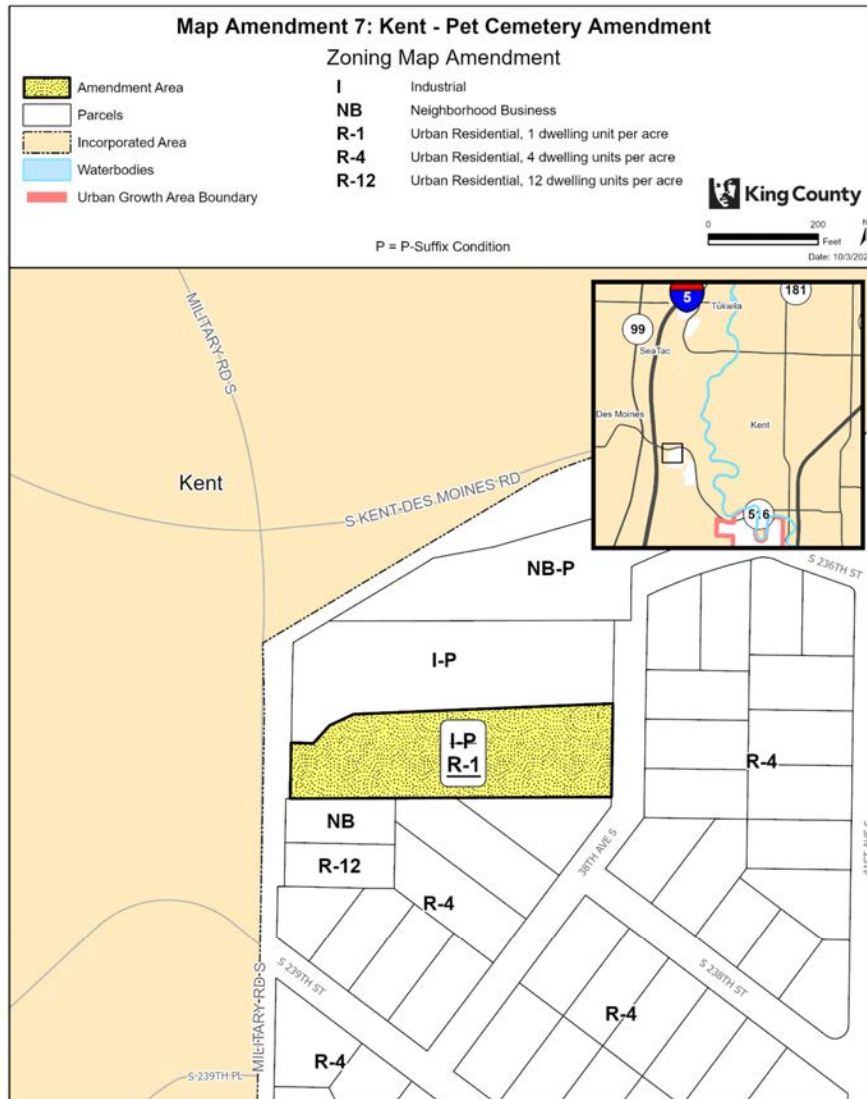 Map Amendment 7: Kent - Pet Cemetery Amendment
Zoning Map Amendment
Amendment Area
Parcels
Incorporated Area
Waterbodies
Urban Growth Area Boundary
I Industrial
NB Neighborhood Business
R-1 Urban Residential, 1 dwelling unit per acre
R-4 Urban Residential, 4 dwelling units per acre
R-12 Urban Residential, 12 dwelling units per acre
P = P-Suffix Condition
King County
0 200
Feet
N
Date: 10/3/202
5
181
Tukwila
99
SeaTac
Des Moines
Kent
516
MILITARY RD S
Kent
S KENT-DES MOINES RD
S 236TH ST
NB-P
I-P
I-P
R-1
R-4
NB
R-12
R-4
38TH AVE S
S 239TH ST
S 238TH ST
R-4
MILITARY RD S
R-4
S 239TH PL